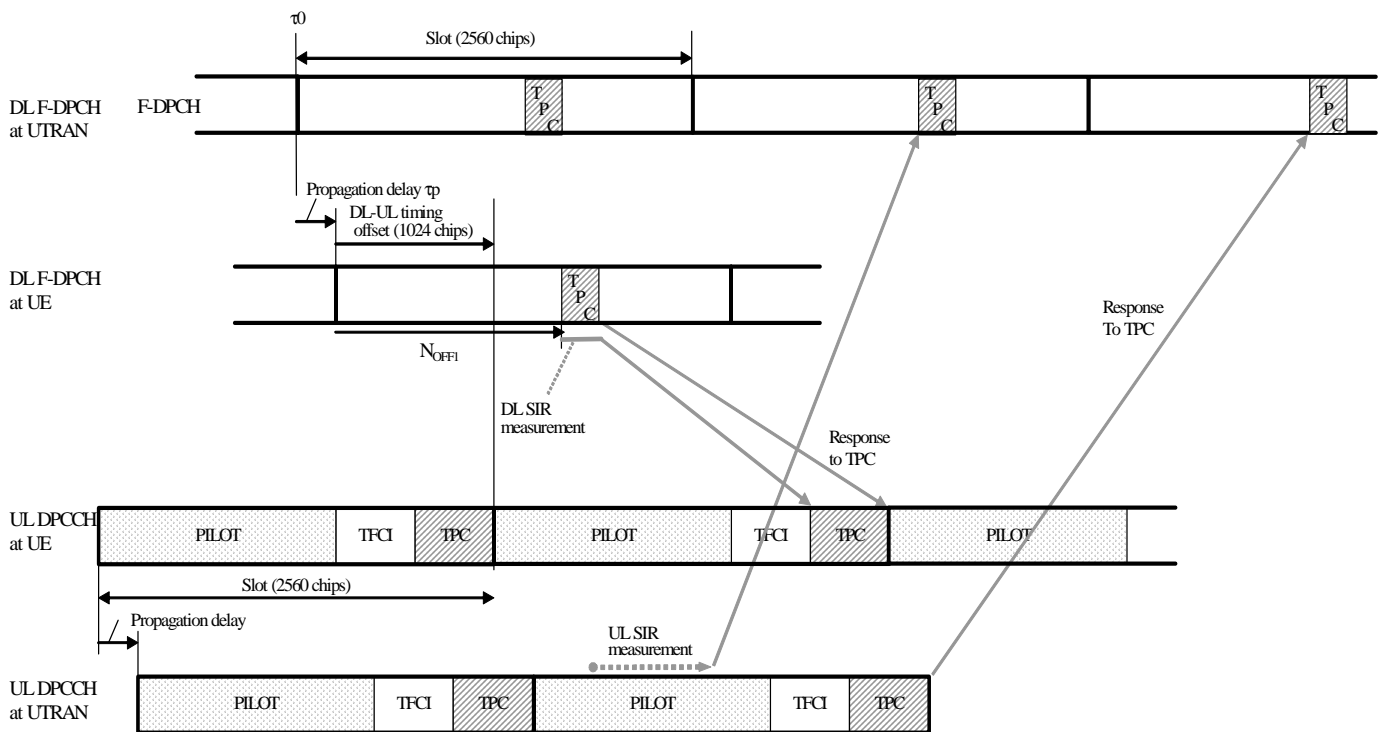 τ0
Slot (2560 chips)
DL F-DPCH
at UTRAN
F-DPCH
T
P
C
T
P
C
T
P
C
Propagation delay τp
DL-UL timing
offset (1024 chips)
DL F-DPCH
at UE
T
P
C
NOFF1
Response
To TPC
DL SIR
measurement
Response
to TPC
UL DPCCH
at UE
PILOT
TFCI
TPC
PILOT
TFCI
TPC
PILOT
Slot (2560 chips)
Propagation delay
UL SIR
measurement
UL DPCCH
at UTRAN
PILOT
TFCI
TPC
PILOT
TFCI
TPC